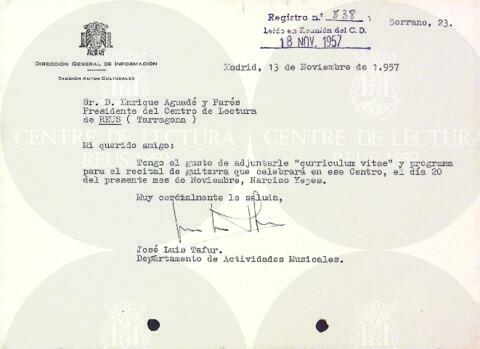 Registro n.º 838
Serrano, 23.
Leído en Reunión del C.D.
18 NOV. 1957
DIRECCIÓN GENERAL DE INFORMACIÓN
SECCIÓN ACTOS CULTURALES
Madrid, 13 de Noviembre de 1.957
Sr. D. Enrique Aguadé y Parés
Presidente del Centro de Lectura
de REUS ( Tarragona )
CENTRE DE LECTURA
REUS
CENTRE DE LECTURA
REUS
Mi querido amigo:
Tengo el gusto de adjuntarle "curriculum vitae" y programa
para el recital de guitarra que celebrará en ese Centro, el día 20
del presente mes de Noviembre, Narciso Yepes.
Muy cordialmente le saluda,
José Luis Tafur.
Departamento de Actividades Musicales.